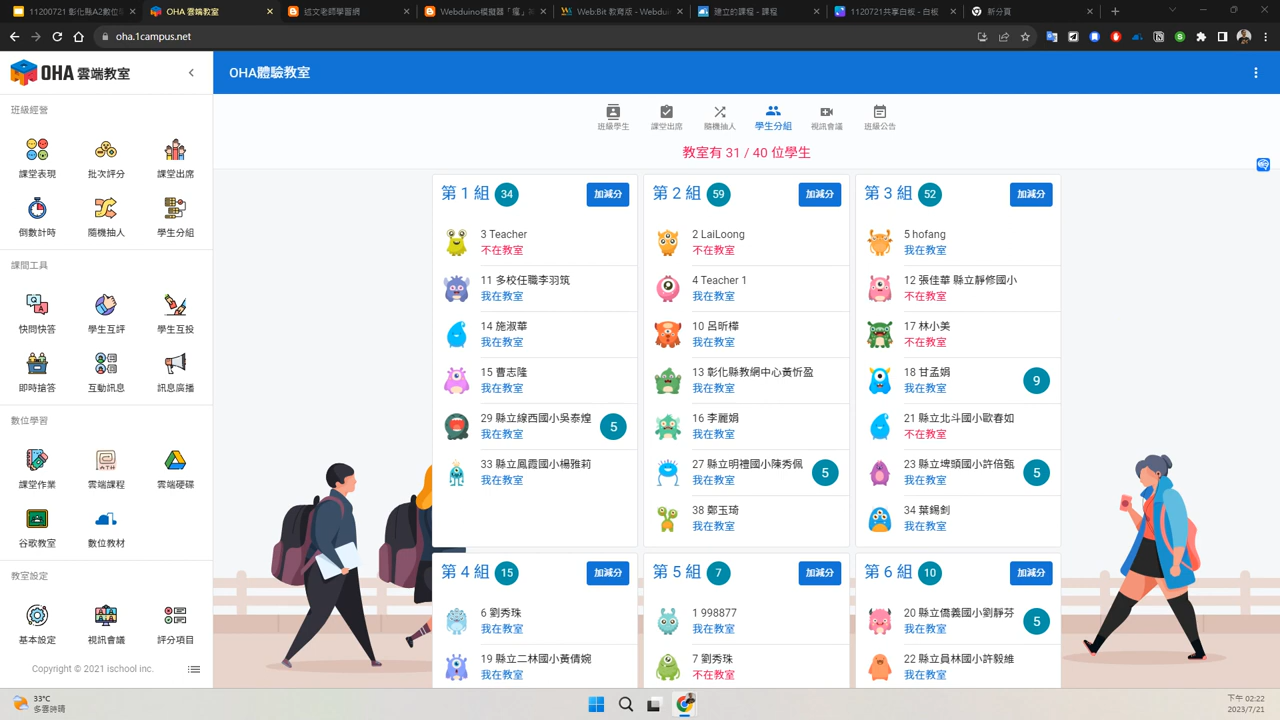 11200721 彰化縣A2數位
OHA 雲端教室
述文老師學習網
Webduino模擬器「
Web:Bit 教育版 - Webdui
建立的課程 - 課程
1120721共享白板 - 白板
新分頁
oha.1campus.net
OHA 雲端教室
OHA體驗教室
班級經營
課堂表現
批次評分
課堂出席
倒數計時
隨機抽人
學生分組
課間工具
快問快答
學生互評
學生互投
即時搶答
互動訊息
訊息廣播
數位學習
課堂作業
雲端課程
雲端硬碟
谷歌教室
數位教材
教室設定
基本設定
視訊會議
評分項目
Copyright © 2021 ischool inc.
班級學生
課堂出席
隨機抽人
學生分組
視訊會議
班級公告
教室有 31 / 40 位學生
第 1 組 34 加減分
3 Teacher
不在教室
11 多校任職李羽筑
我在教室
14 施淑華
我在教室
15 曹志隆
我在教室
29 縣立線西國小吳泰煌
我在教室
5
33 縣立鳳霞國小楊雅莉
我在教室
第 2 組 59 加減分
2 LaiLoong
不在教室
4 Teacher 1
我在教室
10 呂昕樺
我在教室
13 彰化縣教網中心黃忻盈
我在教室
16 李麗娟
我在教室
27 縣立明禮國小陳秀佩
我在教室
5
38 鄭玉琦
我在教室
第 3 組 52 加減分
5 hofang
我在教室
12 張佳華 縣立靜修國小
不在教室
17 林小美
不在教室
18 甘孟娟
我在教室
9
21 縣立北斗國小歐春如
不在教室
23 縣立埤頭國小許倍甄
我在教室
5
34 葉錫釗
我在教室
第 4 組 15 加減分
6 劉秀珠
我在教室
19 縣立二林國小黃倩婉
我在教室
第 5 組 7 加減分
1 998877
我在教室
7 劉秀珠
不在教室
第 6 組 10 加減分
20 縣立僑義國小劉靜芬
我在教室
5
22 縣立員林國小許毅維
我在教室
33°C
多雲時晴
下午 02:22
2023/7/21